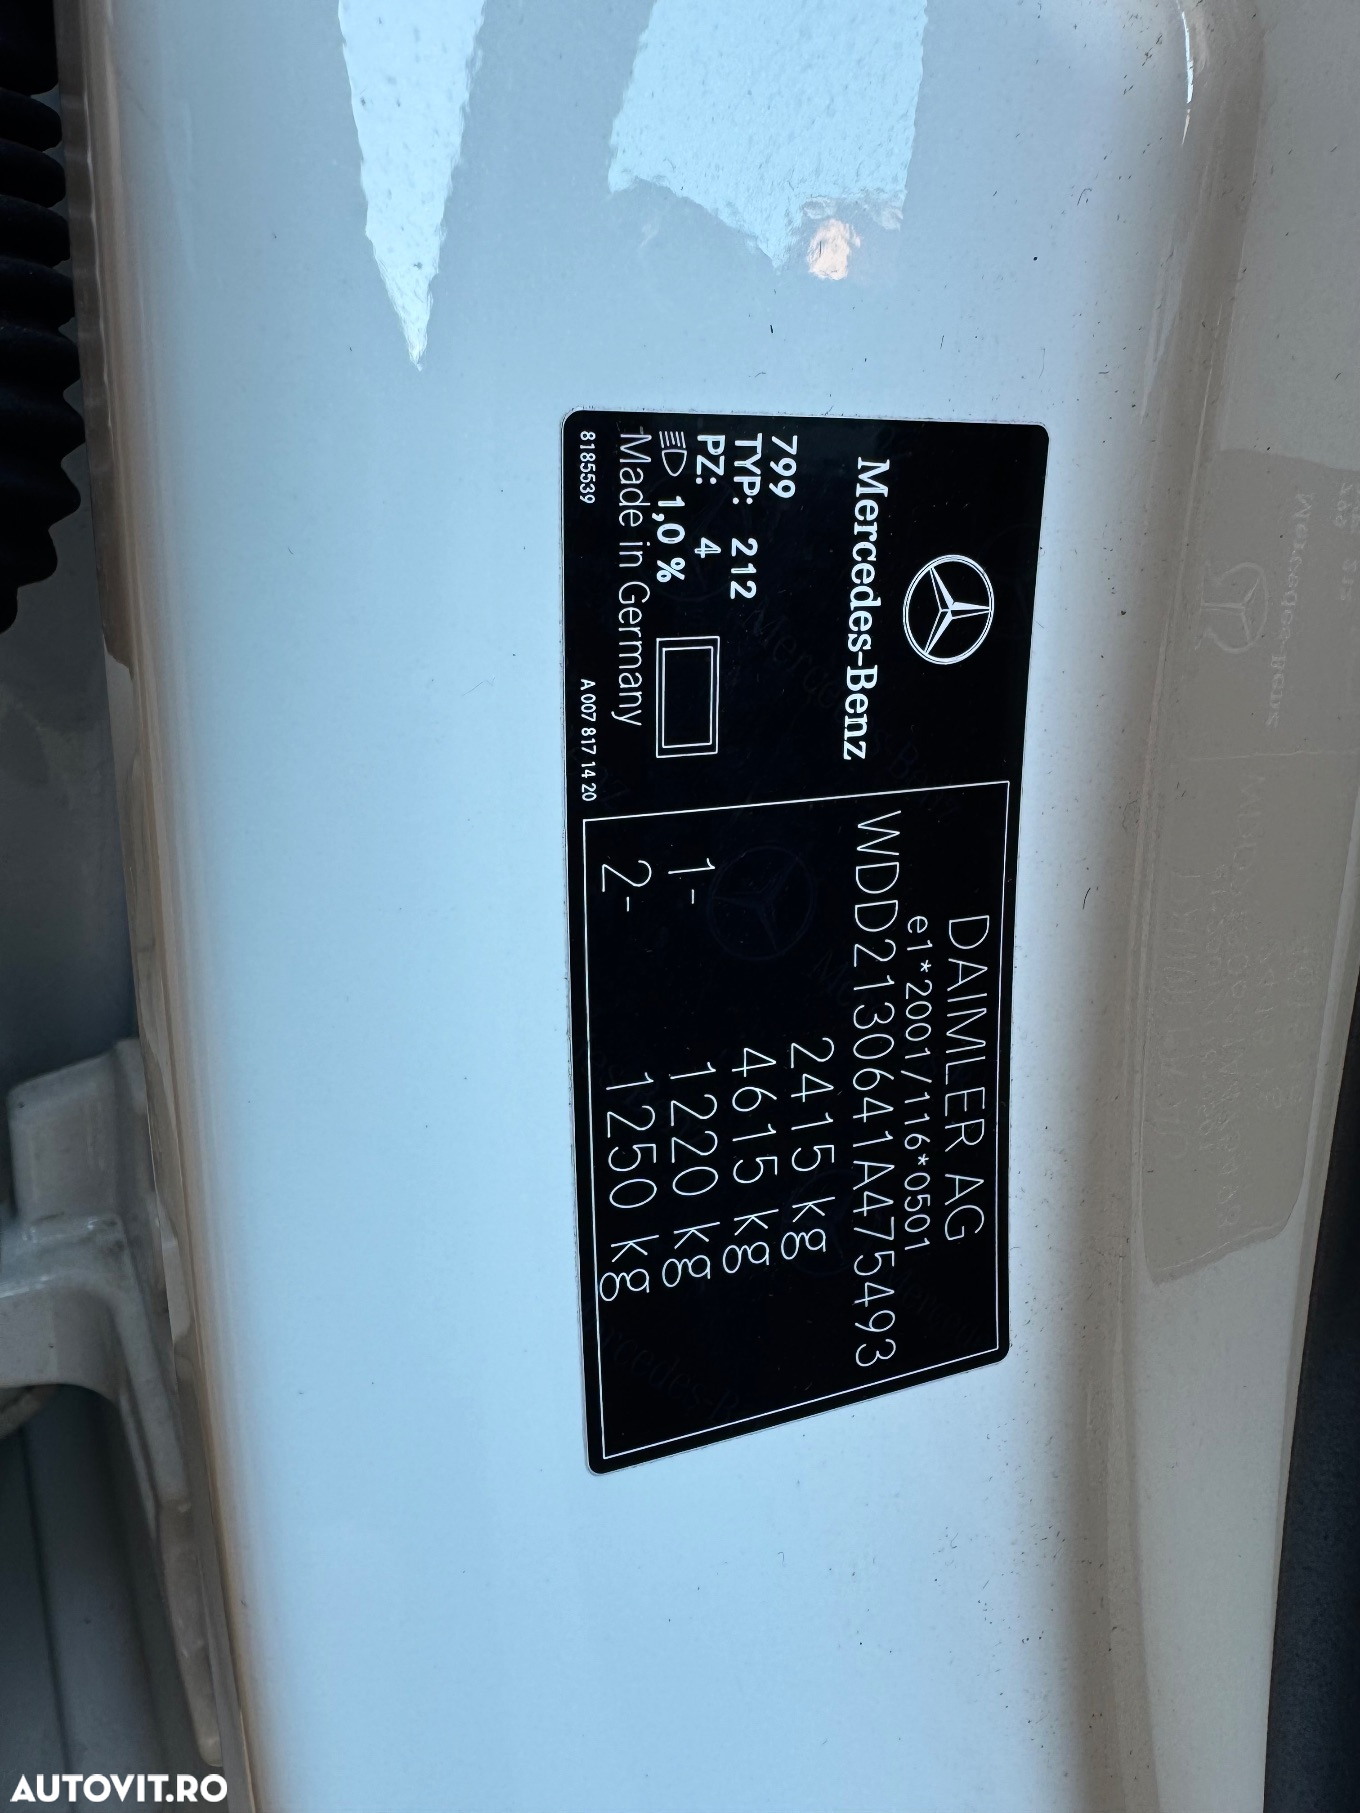 Mercedes-Benz
799
TYP: 212
PZ: 4
1,0 %
Made in Germany
8185539
A 007 817 14 20
DAIMLER AG
e1*2001/116*0501
WDD2130641A475493
2415 kg
4615 kg
1- 1220 kg
2- 1250 kg
AUTOVIT.RO